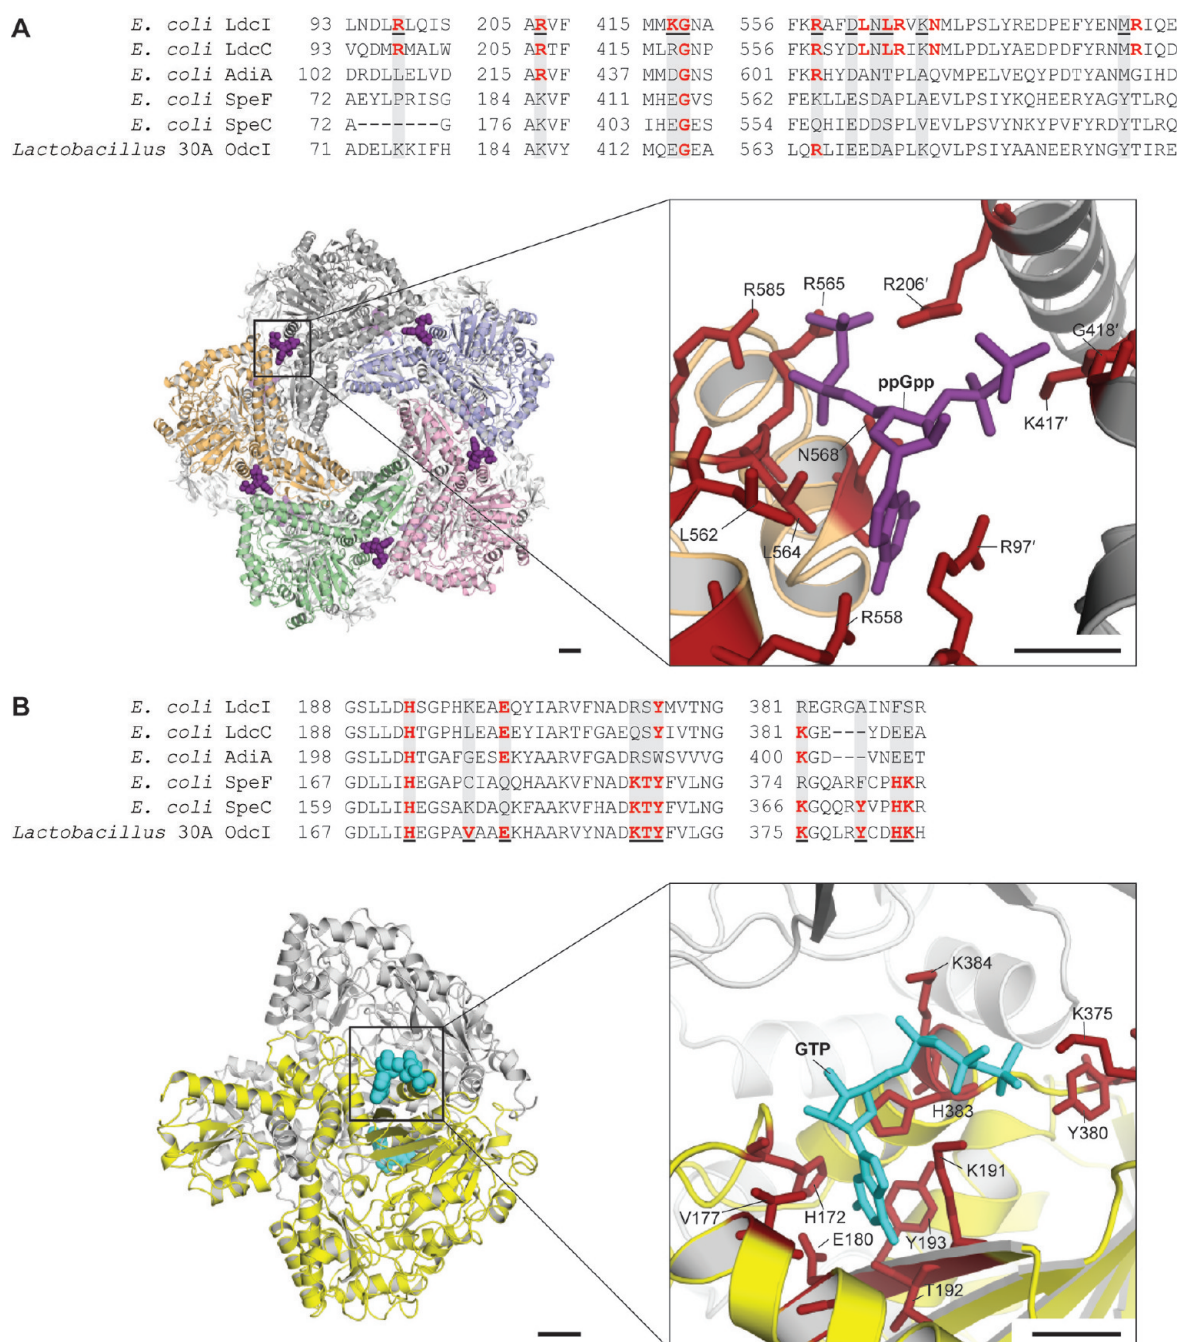 A
E. coli LdcI 93 LNDLRLQIS 205 ARVF 415 MMKGNA 556 FKRAFDLNLRVKNMLPSLYREDPEFYENMRIQE
E. coli LdcC 93 VQDMRMALW 205 ARTF 415 MLRGNP 556 FKRSYDLNLRIKNMLPDLYAEDPDFYRNMRIQD
E. coli AdiA 102 DRDLLELVD 215 ARVF 437 MMDGNS 601 FKRHYDANTPLAQVMPELVEQYPDTYANMGIHD
E. coli SpeF 72 AEYLPRISG 184 AKVF 411 MHEGVS 562 FEKLLESDAPLAEVLPSIYKQHEERYAGYTLRQ
E. coli SpeC 72 A-------G 176 AKVF 403 IHEGES 554 FEQHIEDDSPLVEVLPSVYNKYPVFYRDYTLRQ
Lactobacillus 30A OdcI 71 ADELKKIFH 184 AKVY 412 MQEGEA 563 LQRLIEEDAPLKQVLPSIYAANEERYNGYTIRE
R585
R565
R206′
G418′
ppGpp
K417′
N568
L562
L564
R97′
R558
B
E. coli LdcI 188 GSLLDHSGPHKEAEQYIARVFNADRSYMVTNG 381 REGRGAINFSR
E. coli LdcC 188 GSLLDHTGPHLEAEEYIARTFGAEQSYIVTNG 381 KGE---YDEEA
E. coli AdiA 198 GSLLDHTGAFGESEKYAARVFGADRSWSVVVG 400 KGD---VNEET
E. coli SpeF 167 GDLLIHEGAPCIAQQHAAKVFNADKTYFVLNG 374 RGQARFCPHKR
E. coli SpeC 159 GDLLIHEGSAKDAQKFAAKVFHADKTYFVLNG 366 KGQQRYVPHKR
Lactobacillus 30A OdcI 167 GDLLIHEGPAVAAEKHAARVYNADKTYFVLGG 375 KGQLRYCDHKH
K384
K375
GTP
H383
Y380
K191
V177
H172
E180
Y193
T192